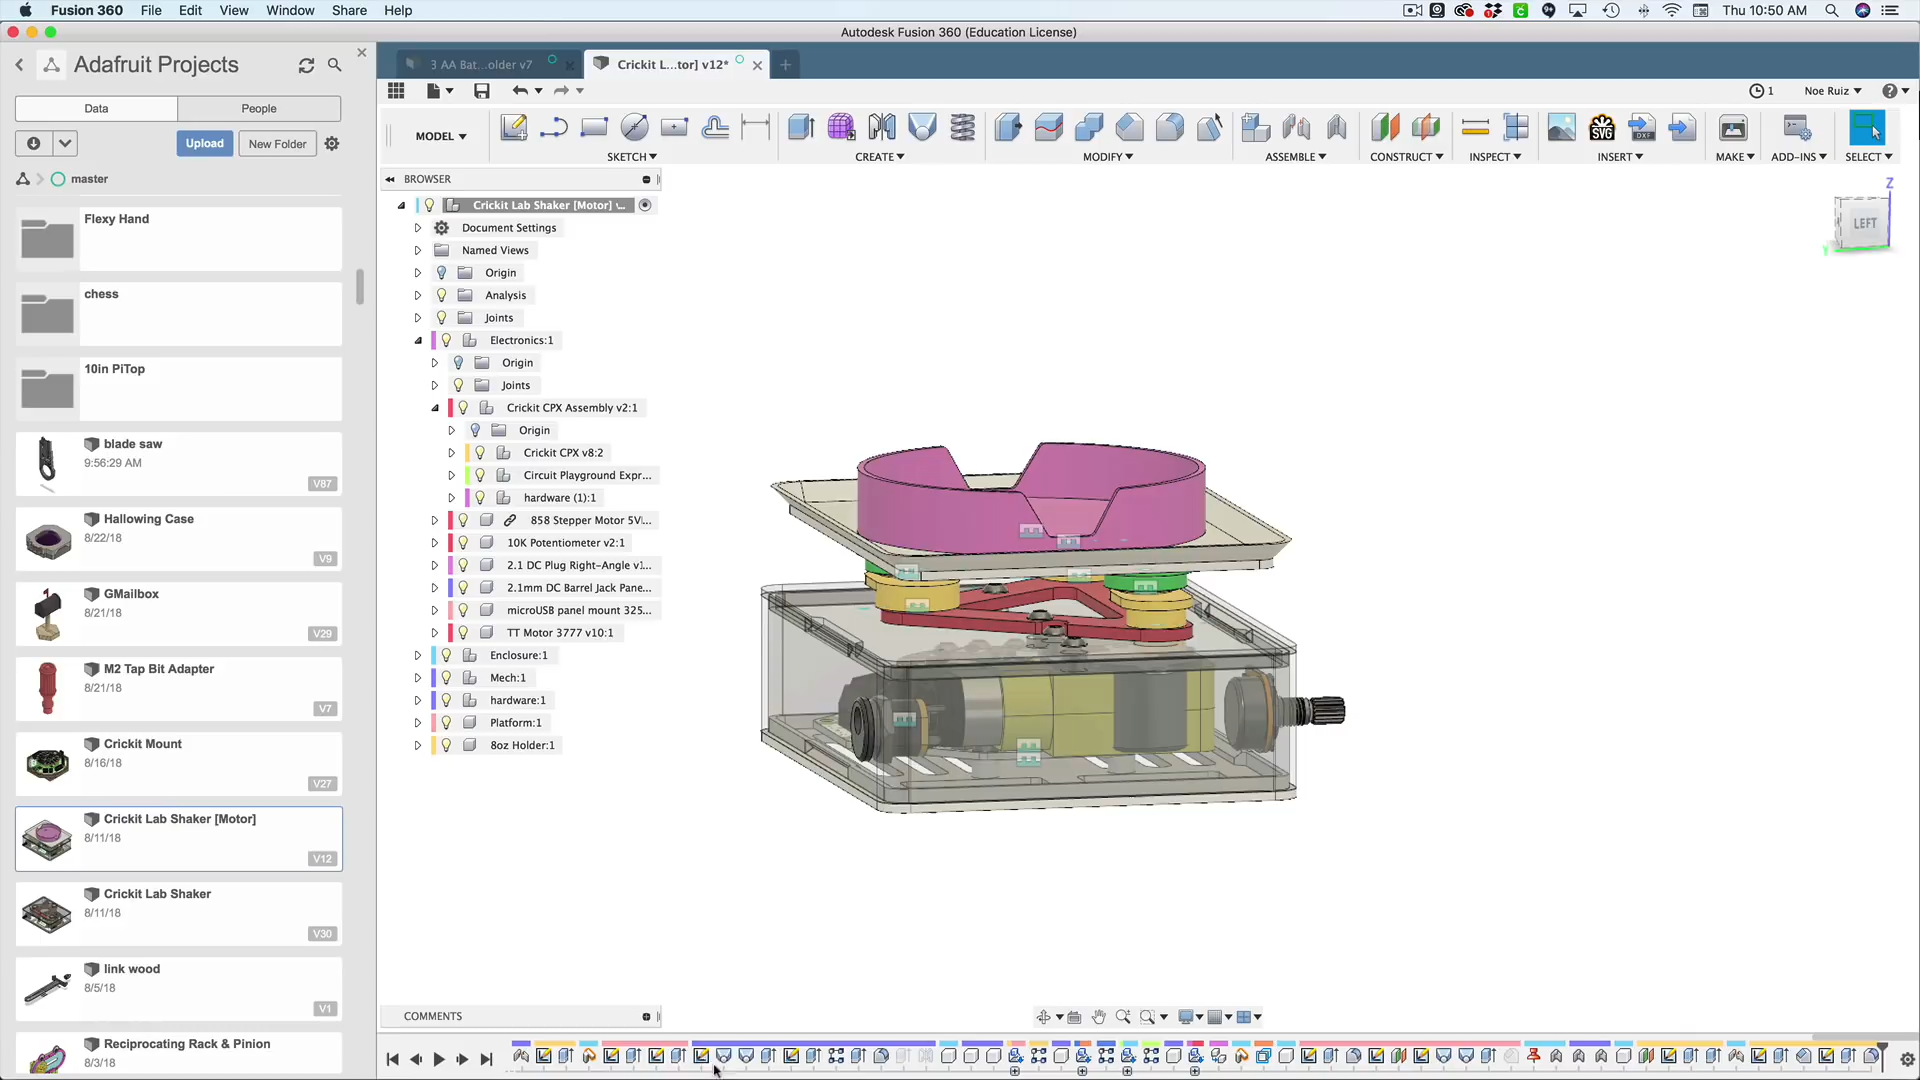 Fusion 360 File Edit View Window Share Help
Thu 10:50 AM
Autodesk Fusion 360 (Education License)
Adafruit Projects
3 AA Bat...older v7
Crickit L...tor] v12*
1
Noe Ruiz
Data
People
MODEL
SKETCH
CREATE
MODIFY
ASSEMBLE
CONSTRUCT
INSPECT
SVG
DXF
INSERT
MAKE
ADD-INS
SELECT
Upload
New Folder
master
BROWSER
Z
LEFT
Y
Crickit Lab Shaker [Motor]
Document Settings
Named Views
Origin
Analysis
Joints
Electronics:1
Origin
Joints
Crickit CPX Assembly v2:1
Origin
Crickit CPX v8:2
Circuit Playground Expr...
hardware (1):1
858 Stepper Motor 5V...
10K Potentiometer v2:1
2.1 DC Plug Right-Angle v1...
2.1mm DC Barrel Jack Pane...
microUSB panel mount 325...
TT Motor 3777 v10:1
Enclosure:1
Mech:1
hardware:1
Platform:1
8oz Holder:1
Flexy Hand
chess
10in PiTop
blade saw
9:56:29 AM
V87
Hallowing Case
8/22/18
V9
GMailbox
8/21/18
V29
M2 Tap Bit Adapter
8/21/18
V7
Crickit Mount
8/16/18
V27
Crickit Lab Shaker [Motor]
8/11/18
V12
Crickit Lab Shaker
8/11/18
V30
link wood
8/5/18
V1
Reciprocating Rack & Pinion
8/3/18
COMMENTS